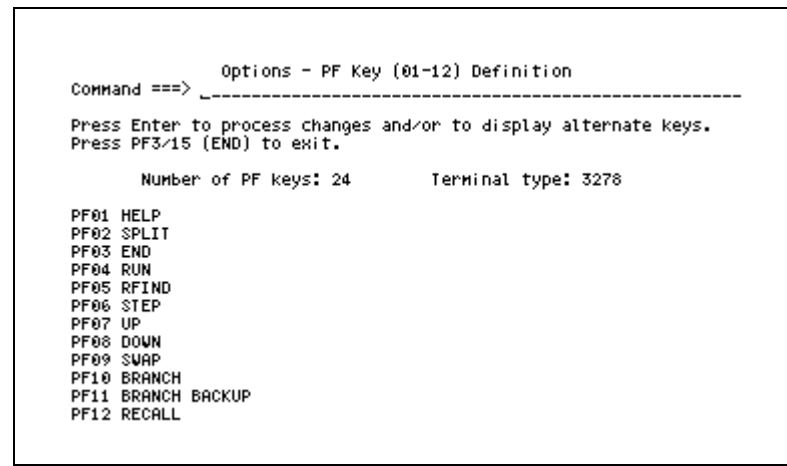 Options - PF Key (01-12) Definition
Command ===> _______________________________________________________
Press Enter to process changes and/or to display alternate keys.
Press PF3/15 (END) to exit.
Number of PF keys: 24 Terminal type: 3278
PF01 HELP
PF02 SPLIT
PF03 END
PF04 RUN
PF05 RFIND
PF06 STEP
PF07 UP
PF08 DOWN
PF09 SWAP
PF10 BRANCH
PF11 BRANCH BACKUP
PF12 RECALL